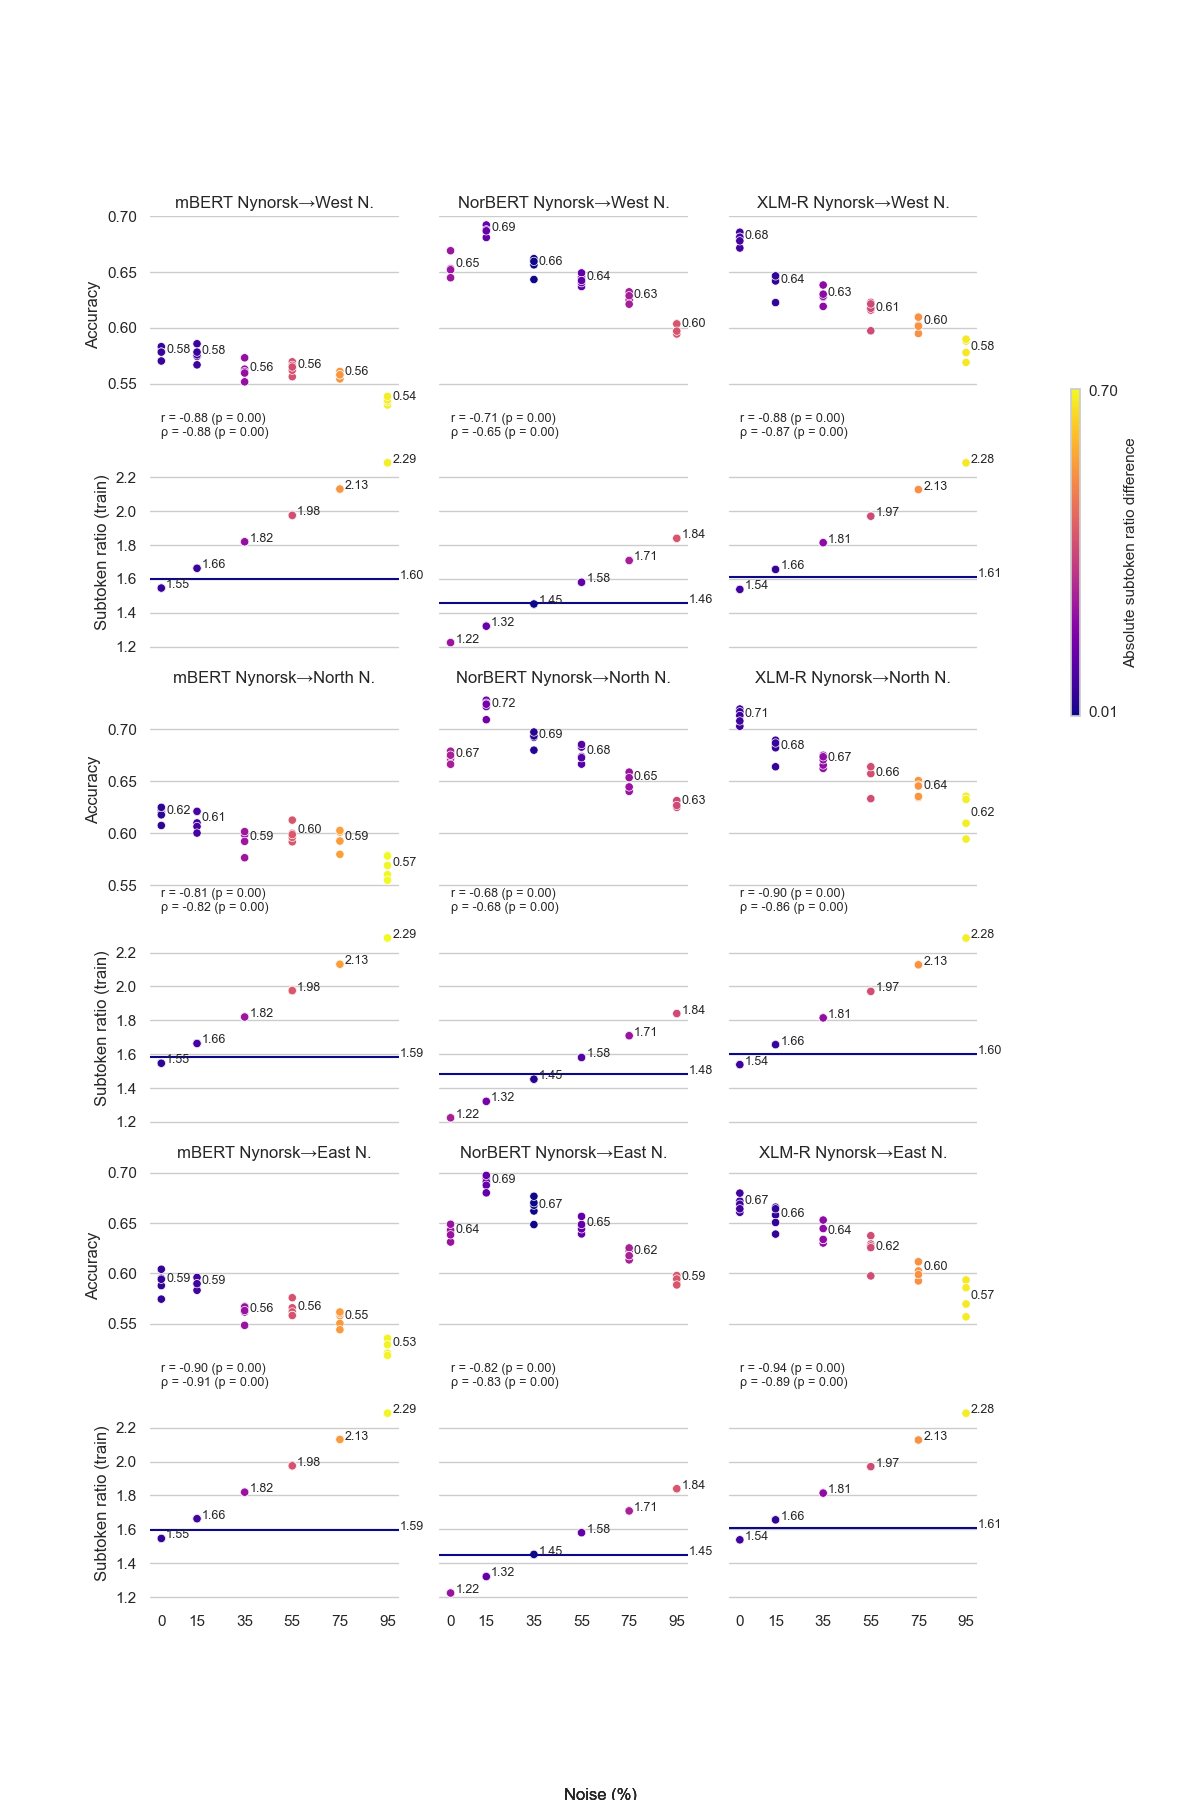 mBERT Nynorsk→West N. NorBERT Nynorsk→West N. XLM-R Nynorsk→West N.
Accuracy
0.70
0.65
0.60
0.55
0.58 0.58 0.56 0.56 0.56 0.54
r = -0.88 (p = 0.00)
ρ = -0.88 (p = 0.00)
0.65 0.69 0.66 0.64 0.63 0.60
r = -0.71 (p = 0.00)
ρ = -0.65 (p = 0.00)
0.68 0.64 0.63 0.61 0.60 0.58
r = -0.88 (p = 0.00)
ρ = -0.87 (p = 0.00)
Subtoken ratio (train)
2.2
2.0
1.8
1.6
1.4
1.2
1.55 1.66 1.82 1.98 2.13 2.29 1.60
1.22 1.32 1.45 1.58 1.71 1.84 1.46
1.54 1.66 1.81 1.97 2.13 2.28 1.61
mBERT Nynorsk→North N. NorBERT Nynorsk→North N. XLM-R Nynorsk→North N.
Accuracy
0.70
0.65
0.60
0.55
0.62 0.61 0.59 0.60 0.59 0.57
r = -0.81 (p = 0.00)
ρ = -0.82 (p = 0.00)
0.67 0.72 0.69 0.68 0.65 0.63
r = -0.68 (p = 0.00)
ρ = -0.68 (p = 0.00)
0.71 0.68 0.67 0.66 0.64 0.62
r = -0.90 (p = 0.00)
ρ = -0.86 (p = 0.00)
Subtoken ratio (train)
2.2
2.0
1.8
1.6
1.4
1.2
1.55 1.66 1.82 1.98 2.13 2.29 1.59
1.22 1.32 1.45 1.58 1.71 1.84 1.48
1.54 1.66 1.81 1.97 2.13 2.28 1.60
mBERT Nynorsk→East N. NorBERT Nynorsk→East N. XLM-R Nynorsk→East N.
Accuracy
0.70
0.65
0.60
0.55
0.59 0.59 0.56 0.56 0.55 0.53
r = -0.90 (p = 0.00)
ρ = -0.91 (p = 0.00)
0.64 0.69 0.67 0.65 0.62 0.59
r = -0.82 (p = 0.00)
ρ = -0.83 (p = 0.00)
0.67 0.66 0.64 0.62 0.60 0.57
r = -0.94 (p = 0.00)
ρ = -0.89 (p = 0.00)
Subtoken ratio (train)
2.2
2.0
1.8
1.6
1.4
1.2
1.55 1.66 1.82 1.98 2.13 2.29 1.59
1.22 1.32 1.45 1.58 1.71 1.84 1.45
1.54 1.66 1.81 1.97 2.13 2.28 1.61
0 15 35 55 75 95 0 15 35 55 75 95 0 15 35 55 75 95
Noise (%)
0.70
Absolute subtoken ratio difference
0.01